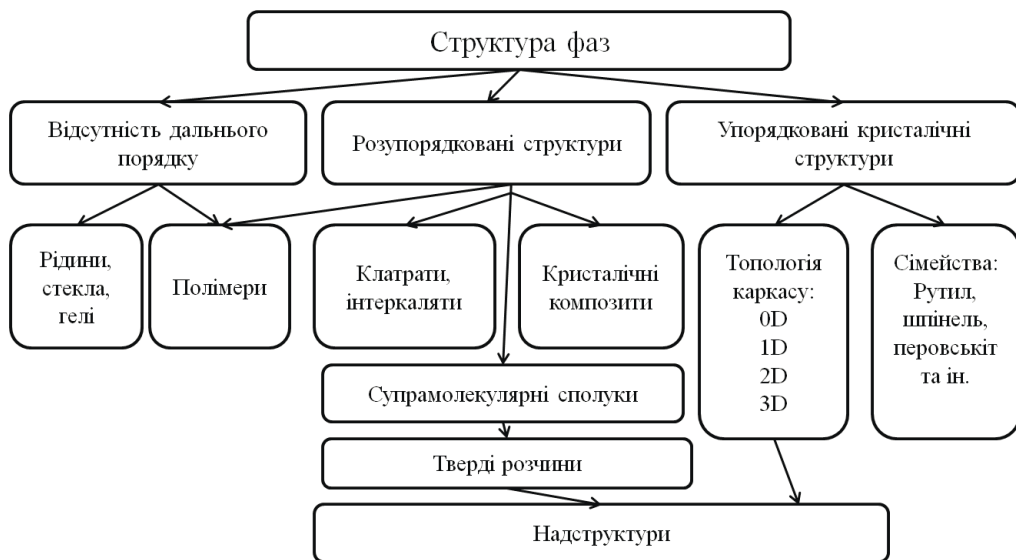 Структура фаз
Відсутність дальнього
порядку
Розупорядковані структури
Упорядковані кристалічні
структури
Рідини,
стекла,
гелі
Полімери
Клатрати,
інтеркаляти
Кристалічні
композити
Топологія
каркасу:
0D
1D
2D
3D
Сімейства:
Рутил,
шпінель,
перовськіт
та ін.
Супрамолекулярні сполуки
Тверді розчини
Надструктури